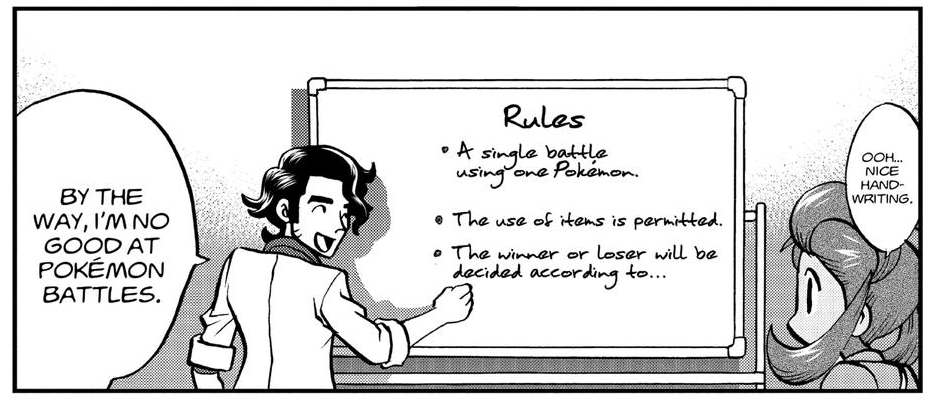 BY THE
WAY, I'M NO
GOOD AT
POKÉMON
BATTLES.
Rules
• A single battle
using one Pokémon.
• The use of items is permitted.
• The winner or loser will be
decided according to...
OOH...
NICE
HAND-
WRITING.